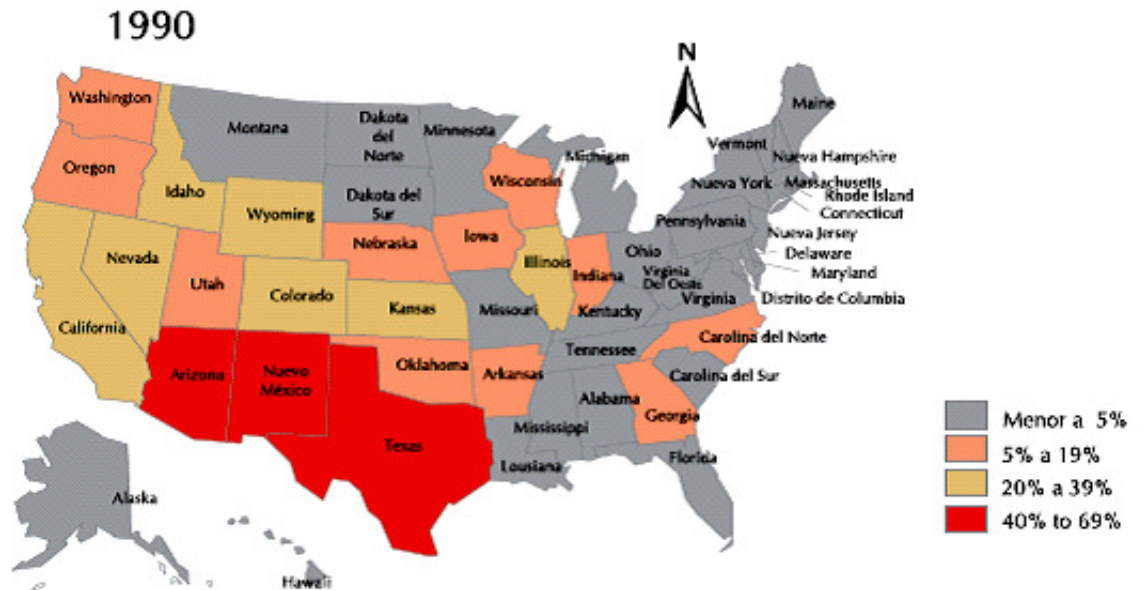 1990
N
Washington
Montana
Dakota
del
Norte
Minnesota
Maine
Oregon
Idaho
Wyoming
Dakota del
Sur
Wisconsin
Michigan
Vermont
Nueva Hampshire
Nueva York
Massachusetts
Rhode Island
Connecticut
Pennsylvania
Nueva Jersey
Delaware
Maryland
Distrito de Columbia
Nevada
Utah
Colorado
Nebraska
Iowa
Illinois
Indiana
Ohio
Virginia
Del Oeste
Virginia
California
Kansas
Missouri
Kentucky
Carolina del Norte
Arizona
Nuevo
México
Oklahoma
Arkansas
Tennessee
Carolina del Sur
Texas
Alabama
Georgia
Mississippi
Lousiana
Florida
Alaska
Hawaii
Menor a 5%
5% a 19%
20% a 39%
40% to 69%